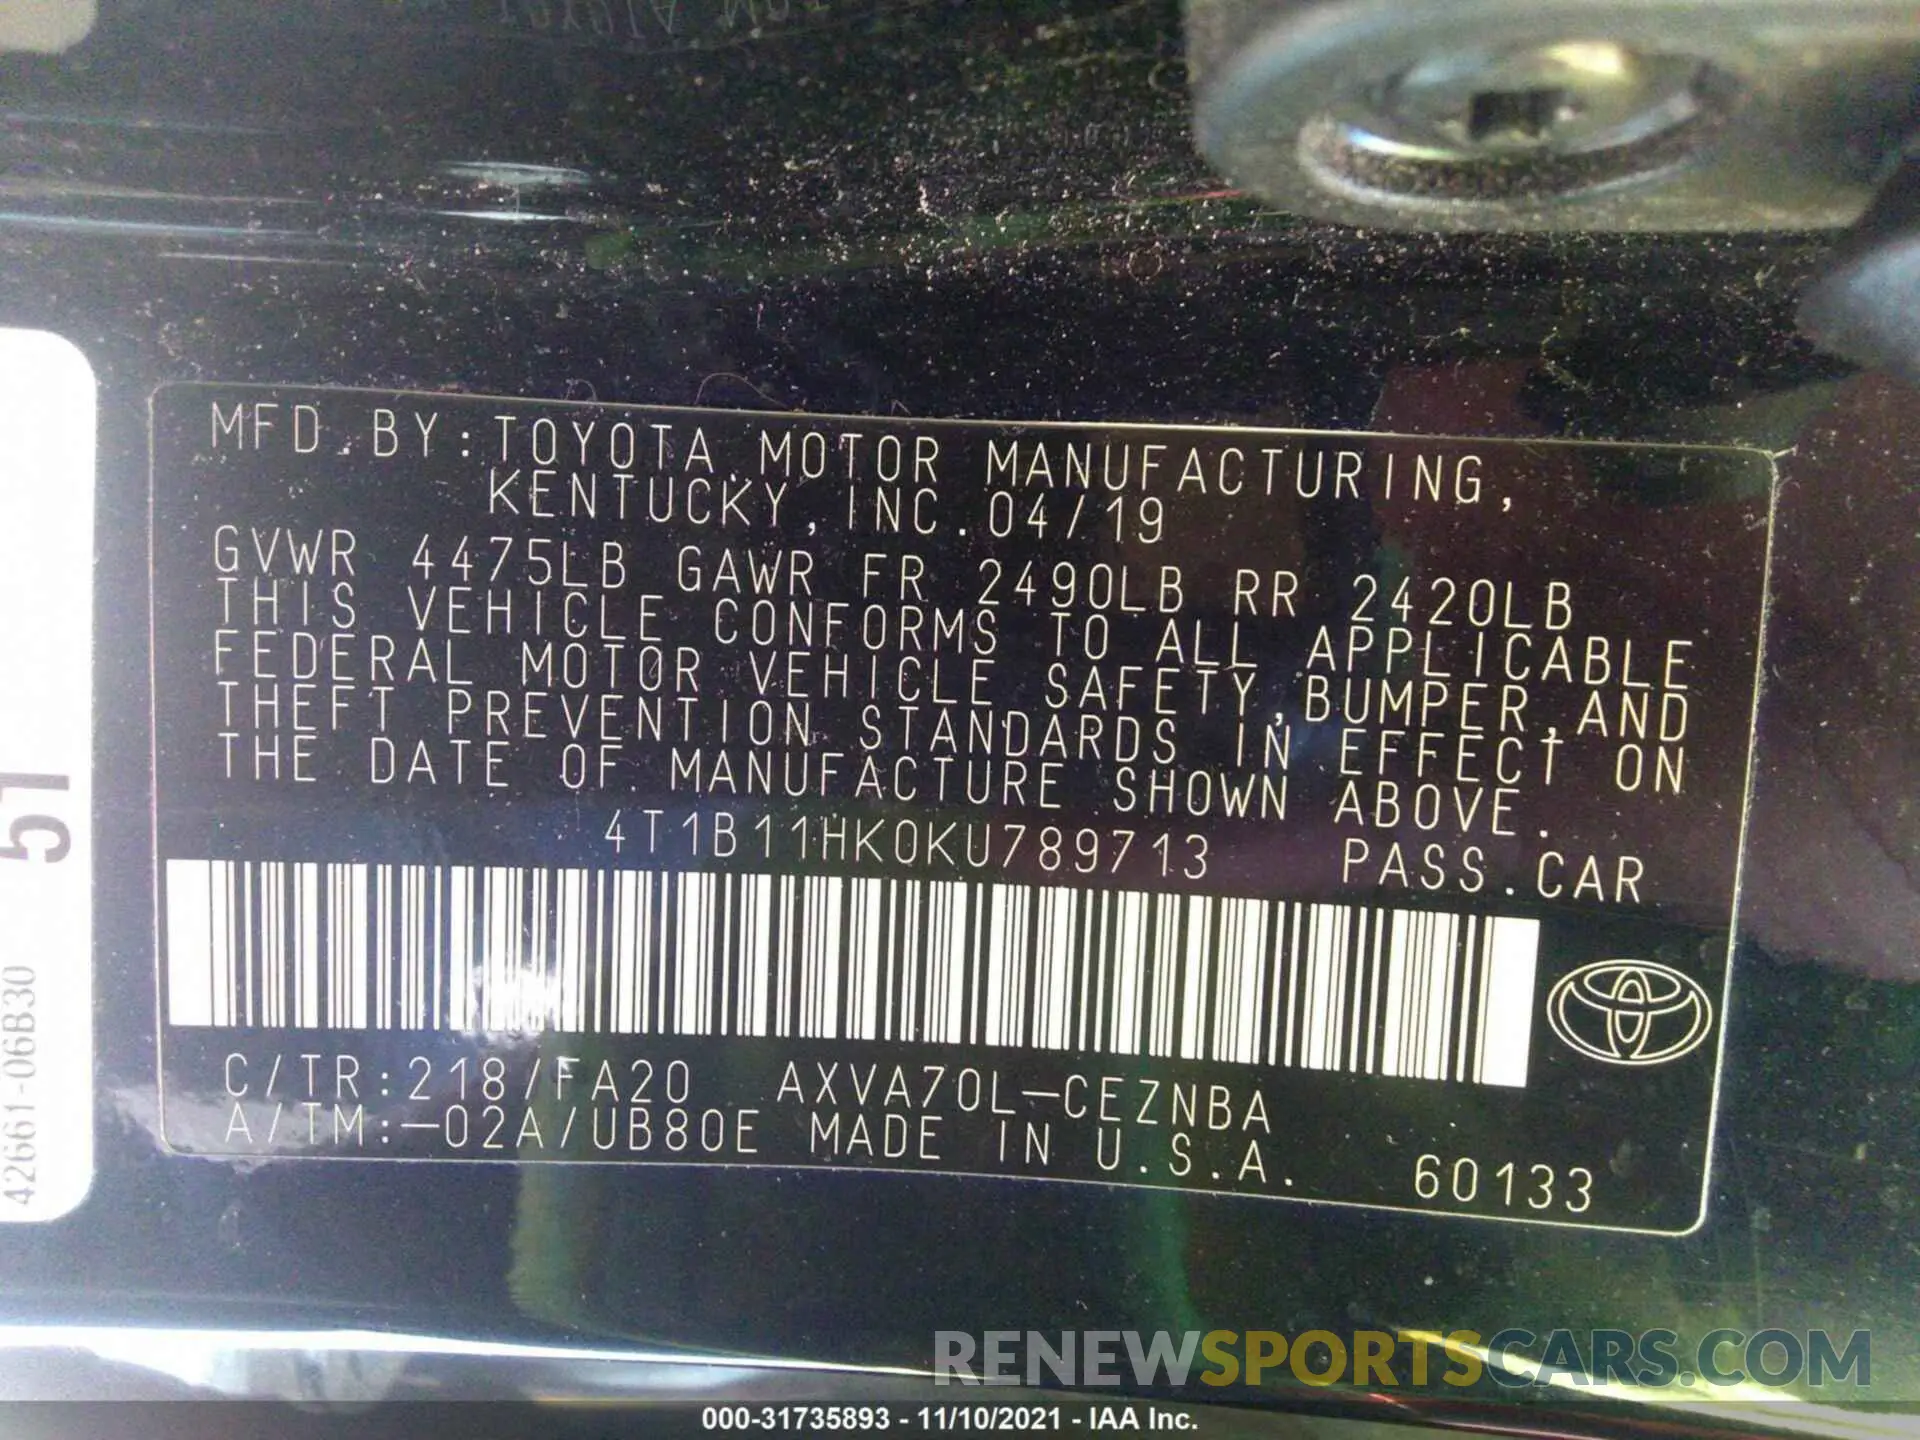 MFD.BY:TOYOTA MOTOR MANUFACTURING,
KENTUCKY, INC. 04/19
GVWR 4475LB GAWR FR 2490LB RR 2420LB
THIS VEHICLE CONFORMS TO ALL APPLICABLE
FEDERAL MOTOR VEHICLE SAFETY,BUMPER,AND
THEFT PREVENTION STANDARDS IN EFFECT ON
THE DATE OF MANUFACTURE SHOWN ABOVE.
4T1B11HK0KU789713 PASS.CAR
C/TR:218/FA20 AXVA70L-CEZNBA
A/TM:-02A/UB80E MADE IN U.S.A. 60133
51
42661-06B30
RENEWSPORTSCARS.COM
000-31735893 - 11/10/2021 - IAA Inc.